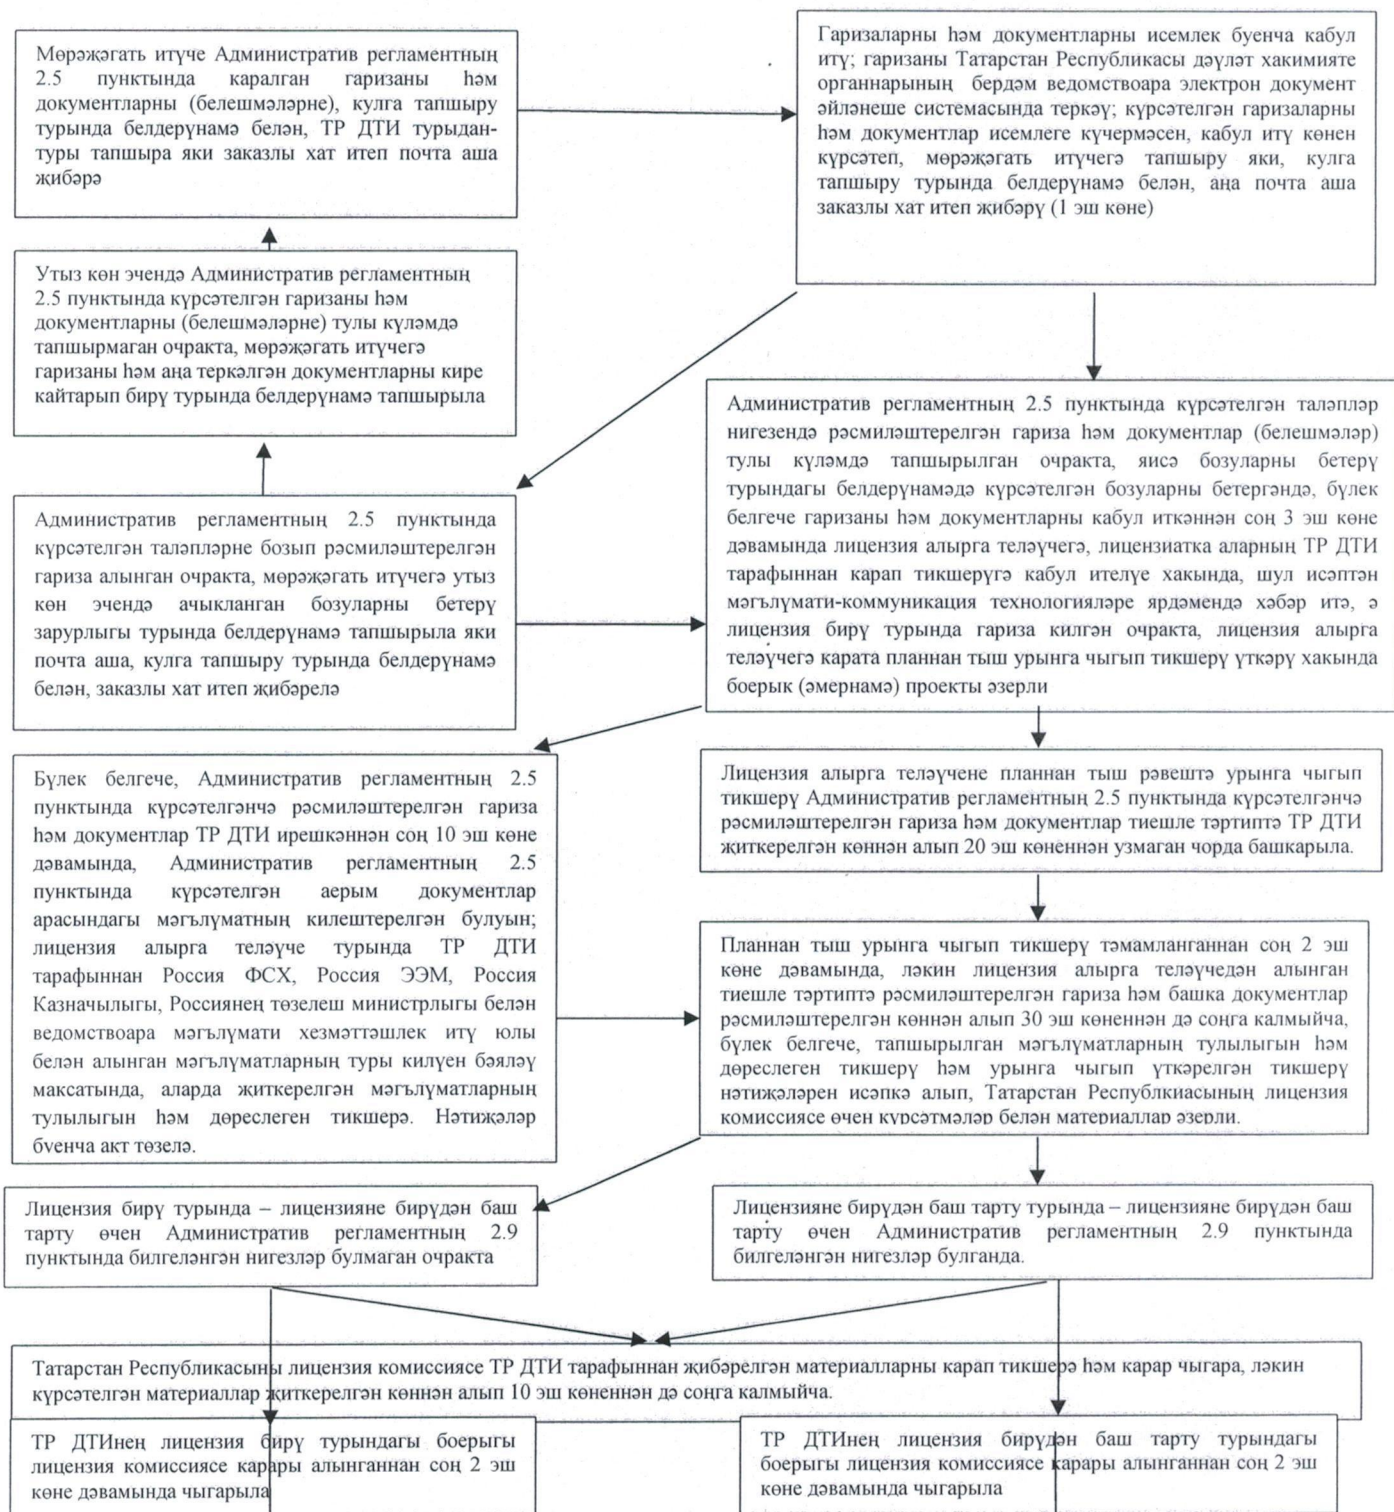 Мөрәҗәгать итүче Административ регламентның
2.5 пунктында каралган гаризаны һәм
документларны (белешмәләрне), кулга тапшыру
турында белдерүнамә белән, ТР ДТИ турыдан-
туры тапшыра яки заказлы хат итеп почта аша
җибәрә
Гаризаларны һәм документларны исемлек буенча кабул
итү; гаризаны Татарстан Республикасы дәүләт хакимияте
органнарының бердәм ведомствоара электрон документ
әйләнеше системасында теркәү; күрсәтелгән гаризаларны
һәм документлар исемлеге күчермәсен, кабул итү көнен
күрсәтеп, мөрәҗәгать итүчегә тапшыру яки, кулга
тапшыру турында белдерүнамә белән, аңа почта аша
заказлы хат итеп җибәрү (1 эш көне)
Утыз көн эчендә Административ регламентның
2.5 пунктында күрсәтелгән гаризаны һәм
документларны (белешмәләрне) тулы күләмдә
тапшырмаган очракта, мөрәҗәгать итүчегә
гаризаны һәм аңа теркәлгән документларны кире
кайтарып бирү турында белдерүнамә тапшырыла
Административ регламентның 2.5 пунктында күрсәтелгән таләпләр
нигезендә рәсмиләштерелгән гариза һәм документлар (белешмәләр)
тулы күләмдә тапшырылган очракта, яисә бозуларны бетерү
турындагы белдерүнамәдә күрсәтелгән бозуларны бетергәндә, бүлек
белгече гаризаны һәм документларны кабул иткәннән соң 3 эш көне
дәвамында лицензия алырга теләүчегә, лицензиатка аларның ТР ДТИ
тарафыннан карап тикшерүгә кабул ителүе хакында, шул исәптән
мәгълүмати-коммуникация технологияләре ярдәмендә хәбәр итә, ә
лицензия бирү турында гариза килгән очракта, лицензия алырга
теләүчегә карата планнан тыш урынга чыгып тикшерү үткәрү хакында
боерык (әмернамә) проекты әзерли
Административ регламентның 2.5 пунктында
күрсәтелгән таләпләрне бозып рәсмиләштерелгән
гариза алынган очракта, мөрәҗәгать итүчегә утыз
көн эчендә ачыкланган бозуларны бетерү
зарурлыгы турында белдерүнамә тапшырыла яки
почта аша, кулга тапшыру турында белдерүнамә
белән, заказлы хат итеп җибәрелә
Бүлек белгече, Административ регламентның 2.5
пунктында күрсәтелгәнчә рәсмиләштерелгән гариза
һәм документлар ТР ДТИ ирешкәннән соң 10 эш көне
дәвамында, Административ регламентның 2.5
пунктында күрсәтелгән аерым документлар
арасындагы мәгълүматның килештерелгән булуын;
лицензия алырга теләүче турында ТР ДТИ
тарафыннан Россия ФСХ, Россия ЭЭМ, Россия
Казначылыгы, Россиянең төзелеш министрлыгы белән
ведомствоара мәгълүмати хезмәттәшлек итү юлы
белән алынган мәгълүматларның туры килүен бәяләү
максатында, аларда җиткерелгән мәгълүматларның
тулылыгын һәм дөреслеген тикшерә. Нәтиҗәләр
буенча акт төзелә.
Лицензия алырга теләүчене планнан тыш рәвештә урынга чыгып
тикшерү Административ регламентның 2.5 пунктында күрсәтелгәнчә
рәсмиләштерелгән гариза һәм документлар тиешле тәртиптә ТР ДТИ
җиткерелгән көннән алып 20 эш көненнән узмаган чорда башкарыла.
Планнан тыш урынга чыгып тикшерү тәмамланганнан соң 2 эш
көне дәвамында, ләкин лицензия алырга теләүчедән алынган
тиешле тәртиптә рәсмиләштерелгән гариза һәм башка документлар
рәсмиләштерелгән көннән алып 30 эш көненнән дә соңга калмыйча,
бүлек белгече, тапшырылган мәгълүматларның тулылыгын һәм
дөреслеген тикшерү һәм урынга чыгып үткәрелгән тикшерү
нәтиҗәләрен исәпкә алып, Татарстан Республкиасының лицензия
комиссиясе өчен күрсәтмәләр белән материаллар әзерли.
Лицензия бирү турында – лицензияне бирүдән баш
тарту өчен Административ регламентның 2.9
пунктында билгеләнгән нигезләр булмаган очракта
Лицензияне бирүдән баш тарту турында – лицензияне бирүдән баш
тарту өчен Административ регламентның 2.9 пунктында
билгеләнгән нигезләр булганда.
Татарстан Республикасыны лицензия комиссиясе ТР ДТИ тарафыннан җибәрелгән материалларны карап тикшерә һәм карар чыгара, ләкин
күрсәтелгән материаллар җиткерелгән көннән алып 10 эш көненнән дә соңга калмыйча.
ТР ДТИнең лицензия бирү турындагы боерыгы
лицензия комиссиясе карары алынганнан соң 2 эш
көне дәвамында чыгарыла
ТР ДТИнең лицензия бирүдән баш тарту турындагы
боерыгы лицензия комиссиясе карары алынганнан соң 2 эш
көне дәвамында чыгарыла